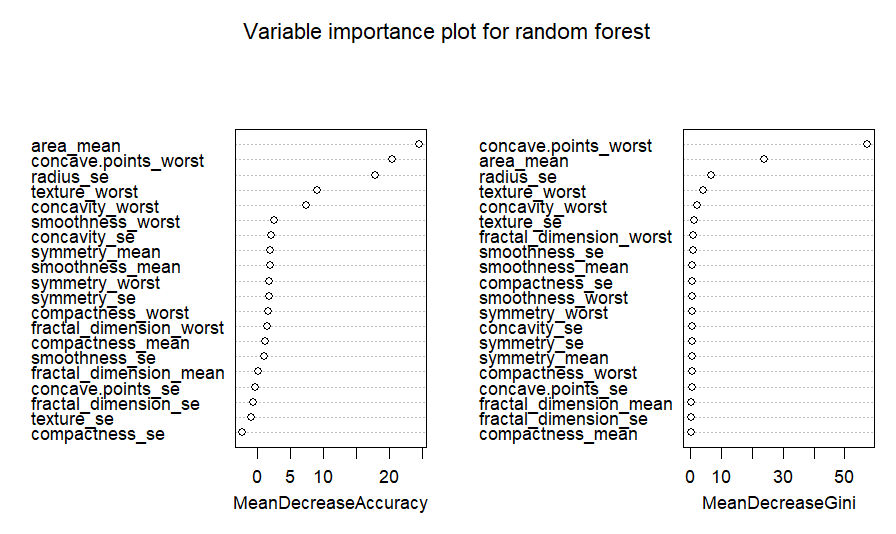 Variable importance plot for random forest
area_mean
concave.points_worst
radius_se
texture_worst
concavity_worst
smoothness_worst
concavity_se
symmetry_mean
smoothness_mean
symmetry_worst
symmetry_se
compactness_worst
fractal_dimension_worst
compactness_mean
smoothness_se
fractal_dimension_mean
concave.points_se
fractal_dimension_se
texture_se
compactness_se
0 5 10 20
MeanDecreaseAccuracy
concave.points_worst
area_mean
radius_se
texture_worst
concavity_worst
texture_se
fractal_dimension_worst
smoothness_se
smoothness_mean
compactness_se
smoothness_worst
symmetry_worst
concavity_se
symmetry_se
symmetry_mean
compactness_worst
concave.points_se
fractal_dimension_mean
fractal_dimension_se
compactness_mean
0 10 30 50
MeanDecreaseGini